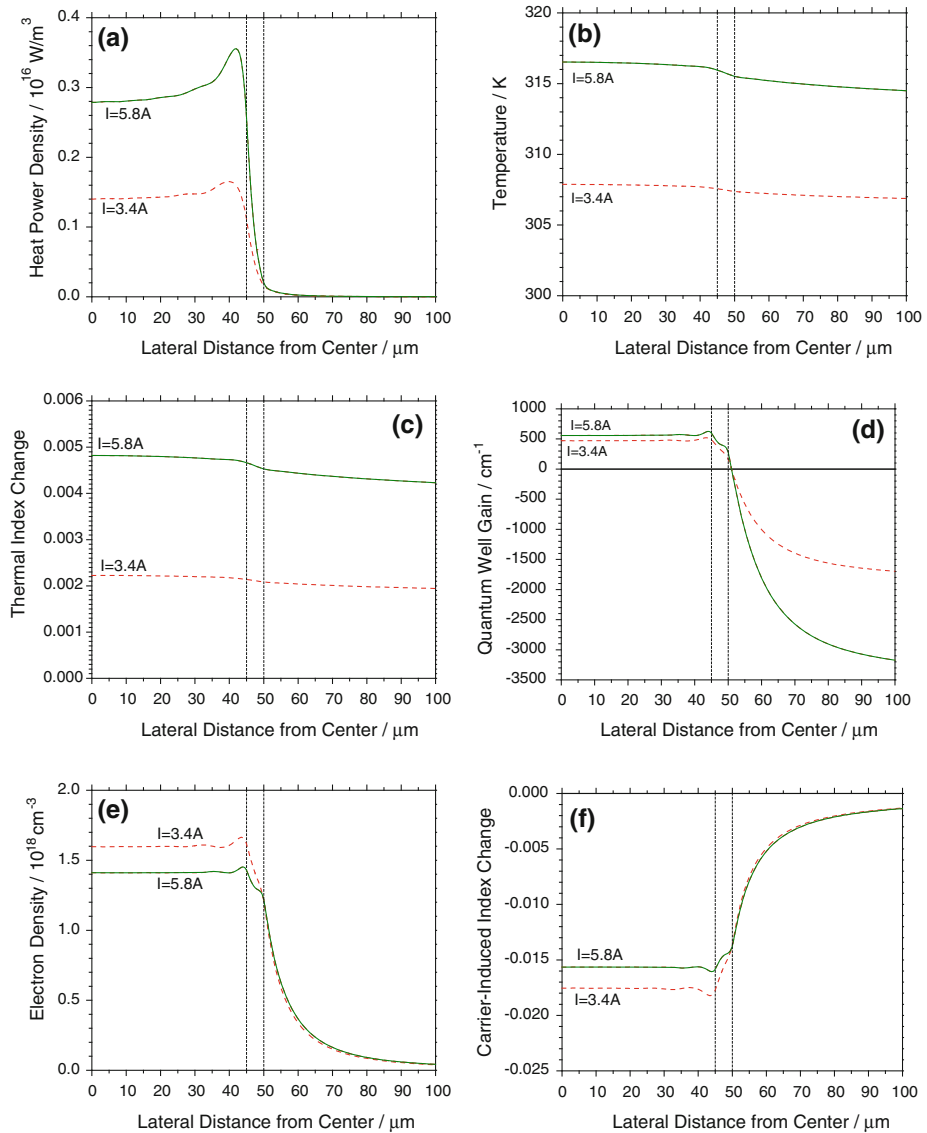 (a)
Heat Power Density / 10^16 W/m^3
0.4
0.3
0.2
0.1
0.0
I=5.8A
I=3.4A
0 10 20 30 40 50 60 70 80 90 100
Lateral Distance from Center / μm
(b)
Temperature / K
320
315
310
305
300
I=5.8A
I=3.4A
0 10 20 30 40 50 60 70 80 90 100
Lateral Distance from Center / μm
(c)
Thermal Index Change
0.006
0.005
0.004
0.003
0.002
0.001
0.000
I=5.8A
I=3.4A
0 10 20 30 40 50 60 70 80 90 100
Lateral Distance from Center / μm
(d)
Quantum Well Gain / cm^-1
1000
500
0
-500
-1000
-1500
-2000
-2500
-3000
-3500
I=5.8A
I=3.4A
0 10 20 30 40 50 60 70 80 90 100
Lateral Distance from Center / μm
(e)
Electron Density / 10^18 cm^-3
2.0
1.5
1.0
0.5
0.0
I=3.4A
I=5.8A
0 10 20 30 40 50 60 70 80 90 100
Lateral Distance from Center / μm
(f)
Carrier-Induced Index Change
0.000
-0.005
-0.010
-0.015
-0.020
-0.025
I=5.8A
I=3.4A
0 10 20 30 40 50 60 70 80 90 100
Lateral Distance from Center / μm